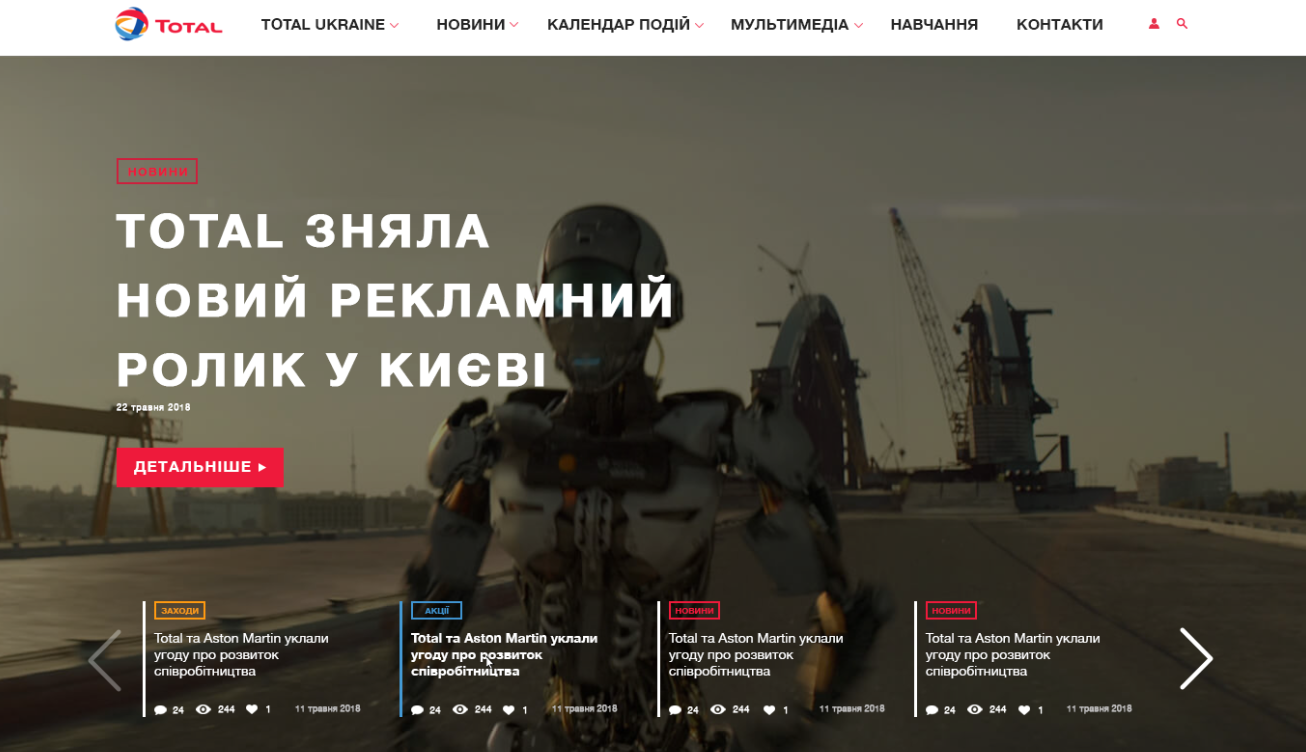 TOTAL
TOTAL UKRAINE НОВИНИ КАЛЕНДАР ПОДІЙ МУЛЬТИМЕДІА НАВЧАННЯ КОНТАКТИ
НОВИНИ
TOTAL ЗНЯЛА
НОВИЙ РЕКЛАМНИЙ
РОЛИК У КИЄВІ
22 травня 2018
ДЕТАЛЬНІШЕ
ЗАХОДИ
Total та Aston Martin уклали
угоду про розвиток
співробітництва
24 244 1 11 травня 2018
АКЦІЇ
Total та Aston Martin уклали
угоду про розвиток
співробітництва
24 244 1 11 травня 2018
НОВИНИ
Total та Aston Martin уклали
угоду про розвиток
співробітництва
24 244 1 11 травня 2018
НОВИНИ
Total та Aston Martin уклали
угоду про розвиток
співробітництва
24 244 1 11 травня 2018